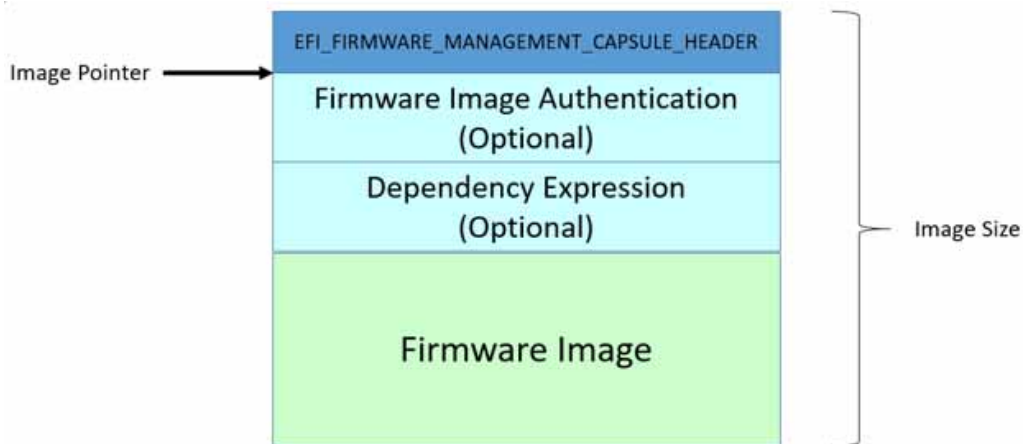 EFI_FIRMWARE_MANAGEMENT_CAPSULE_HEADER
Image Pointer
Firmware Image Authentication
(Optional)
Dependency Expression
(Optional)
Image Size
Firmware Image